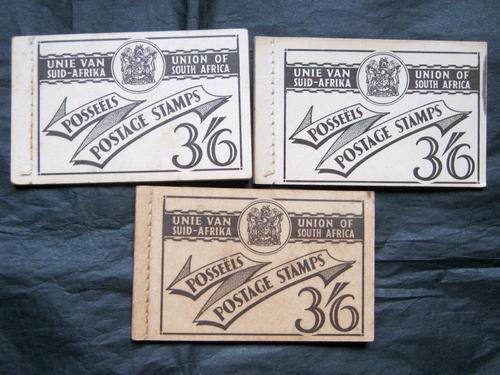 UNIE VAN
SUID-AFRIKA
UNION OF
SOUTH AFRICA
POSSEËLS
POSTAGE STAMPS
3/6
UNIE VAN
SUID-AFRIKA
UNION OF
SOUTH AFRICA
POSSEËLS
POSTAGE STAMPS
3/6
UNIE VAN
SUID-AFRIKA
UNION OF
SOUTH AFRICA
POSSEËLS
POSTAGE STAMPS
3/6